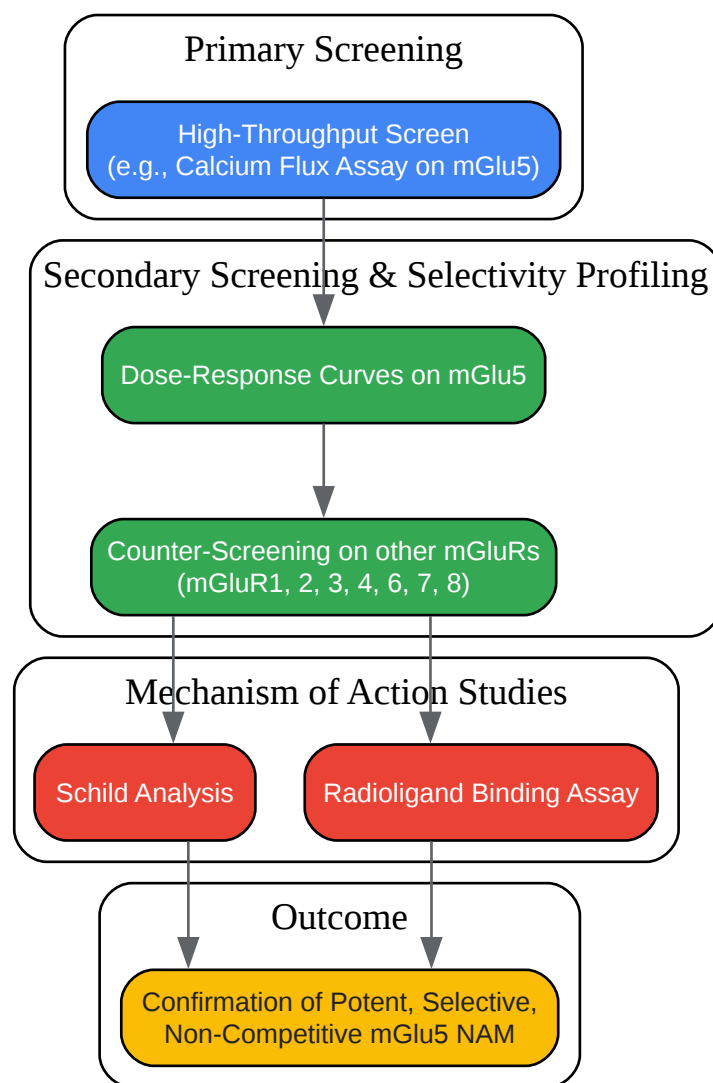 Primary Screening
High-Throughput Screen
(e.g., Calcium Flux Assay on mGlu5)
Secondary Screening & Selectivity Profiling
Dose-Response Curves on mGlu5
Counter-Screening on other mGluRs
(mGluR1, 2, 3, 4, 6, 7, 8)
Mechanism of Action Studies
Schild Analysis
Radioligand Binding Assay
Outcome
Confirmation of Potent, Selective,
Non-Competitive mGlu5 NAM